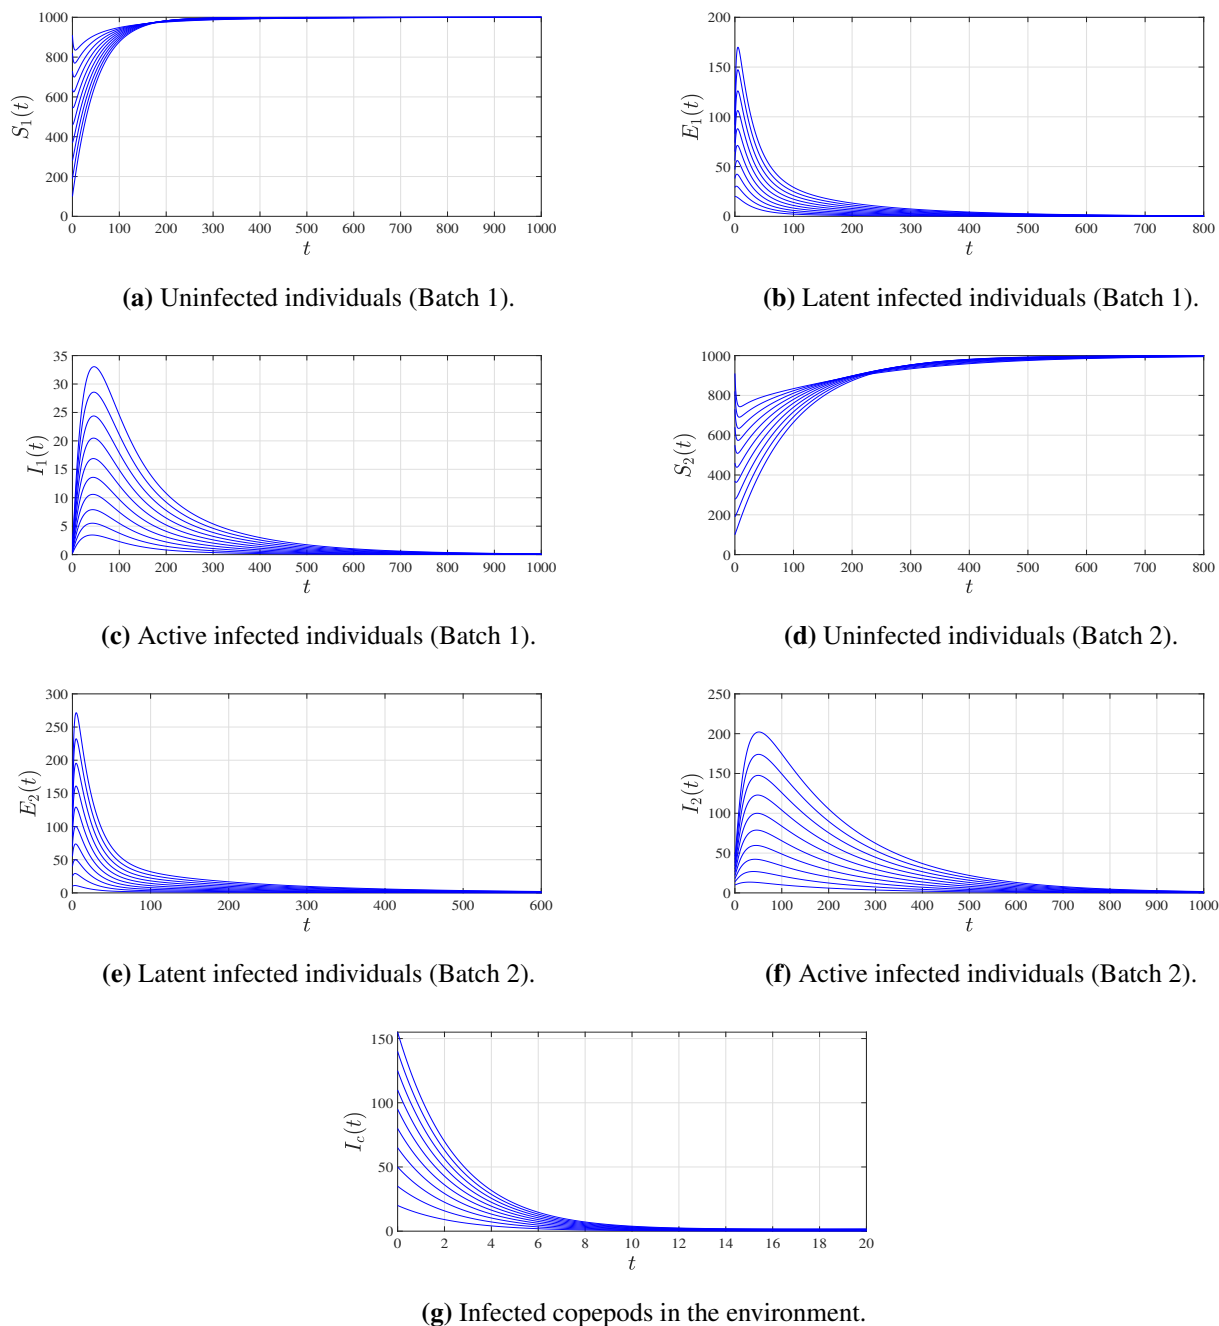 1000
800
600
400
200
0
S₁(t)
0 100 200 300 400 500 600 700 800 900 1000
t
(a) Uninfected individuals (Batch 1).
200
150
100
50
0
E₁(t)
0 100 200 300 400 500 600 700 800
t
(b) Latent infected individuals (Batch 1).
35
30
25
20
15
10
5
0
I₁(t)
0 100 200 300 400 500 600 700 800 900 1000
t
(c) Active infected individuals (Batch 1).
1000
800
600
400
200
0
S₂(t)
0 100 200 300 400 500 600 700 800
t
(d) Uninfected individuals (Batch 2).
300
250
200
150
100
50
0
E₂(t)
0 100 200 300 400 500 600
t
(e) Latent infected individuals (Batch 2).
250
200
150
100
50
0
I₂(t)
0 100 200 300 400 500 600 700 800 900 1000
t
(f) Active infected individuals (Batch 2).
150
100
50
0
I_c(t)
0 2 4 6 8 10 12 14 16 18 20
t
(g) Infected copepods in the environment.